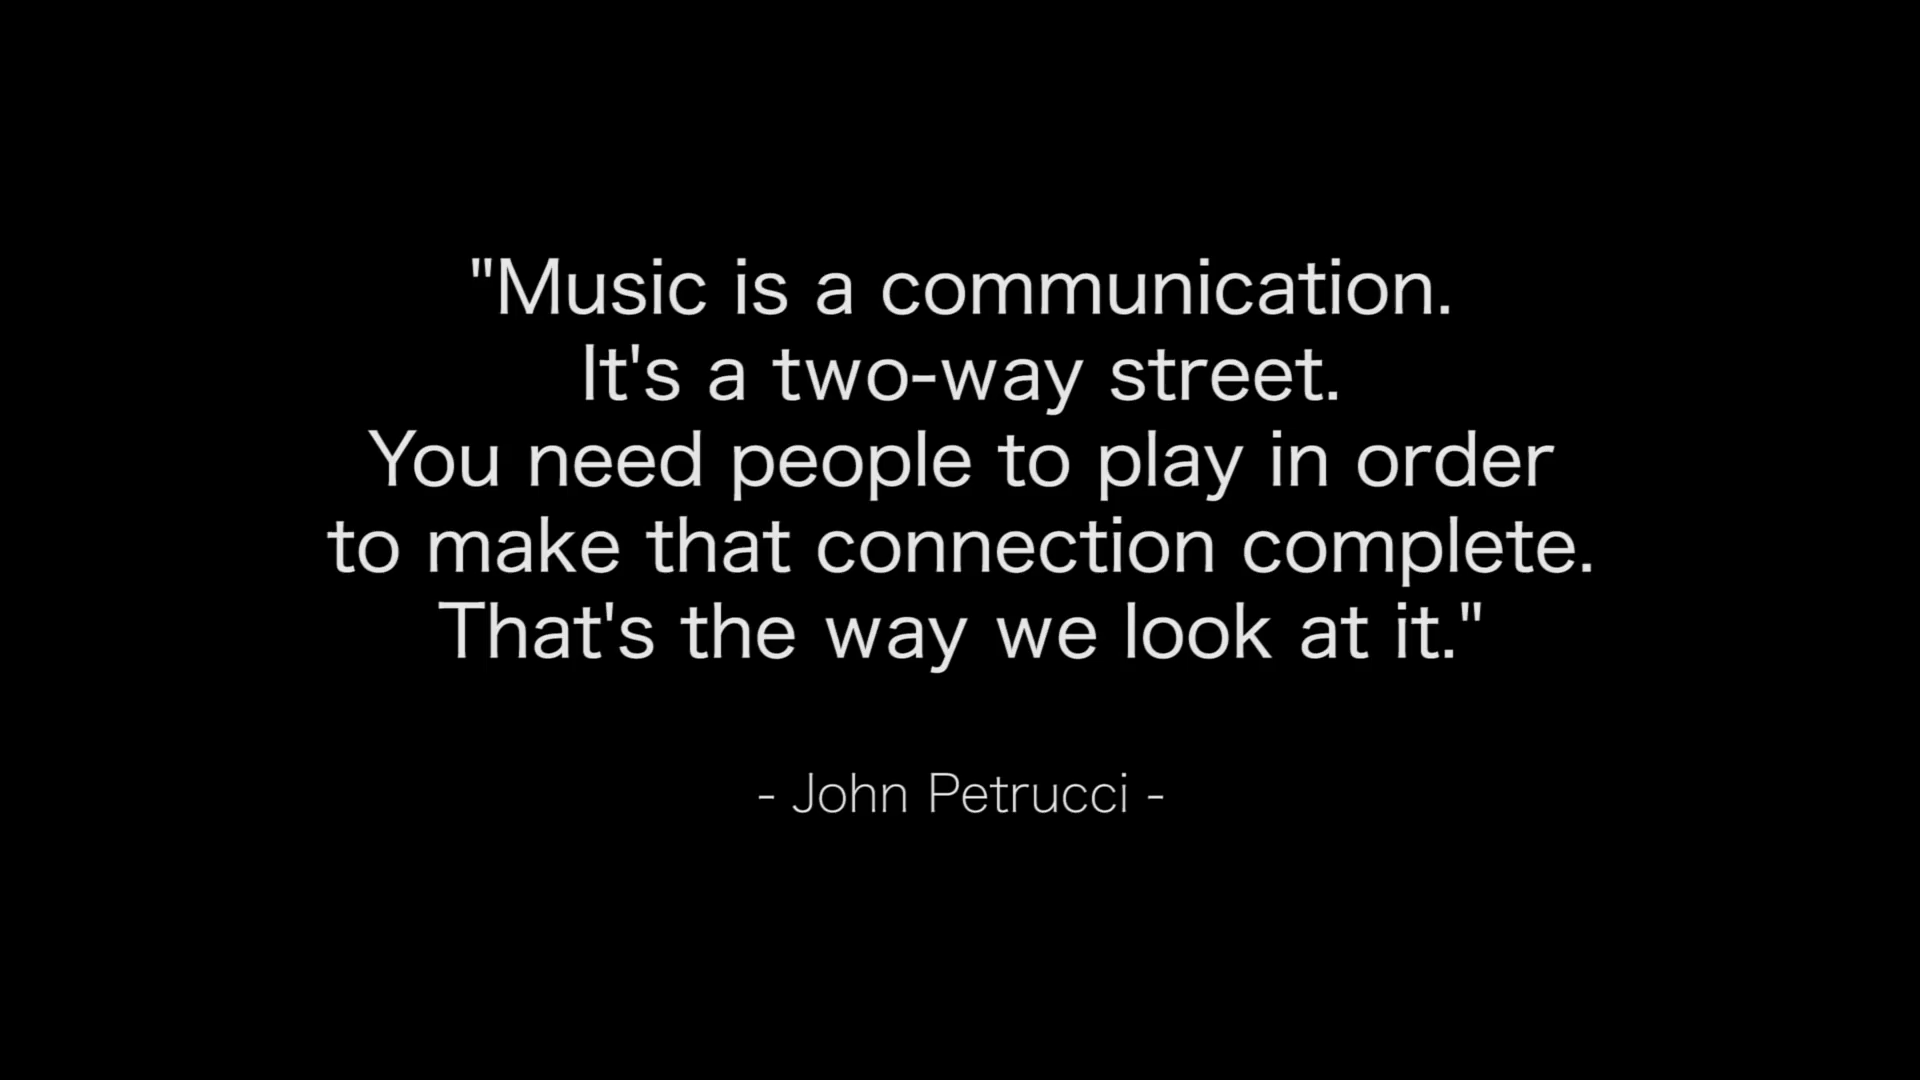 "Music is a communication.
It's a two-way street.
You need people to play in order
to make that connection complete.
That's the way we look at it."
- John Petrucci -